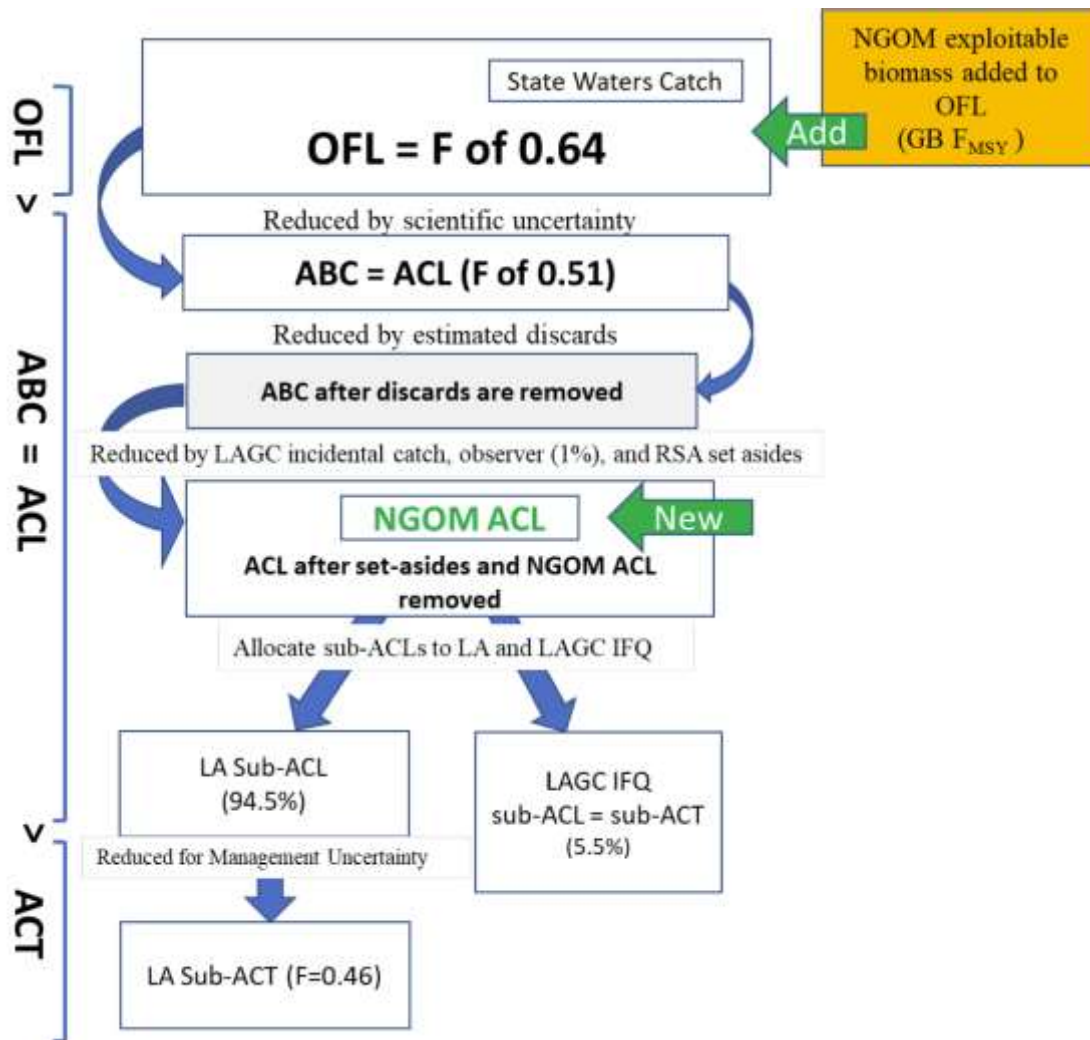 NGOM exploitable
biomass added to
OFL
(GB F_MSY )
State Waters Catch
Add
OFL = F of 0.64
OFL
>
Reduced by scientific uncertainty
ABC = ACL (F of 0.51)
Reduced by estimated discards
ABC after discards are removed
ABC = ACL
Reduced by LAGC incidental catch, observer (1%), and RSA set asides
NGOM ACL
New
ACL after set-asides and NGOM ACL
removed
Allocate sub-ACLs to LA and LAGC IFQ
LA Sub-ACL
(94.5%)
LAGC IFQ
sub-ACL = sub-ACT
(5.5%)
>
Reduced for Management Uncertainty
ACT
LA Sub-ACT (F=0.46)